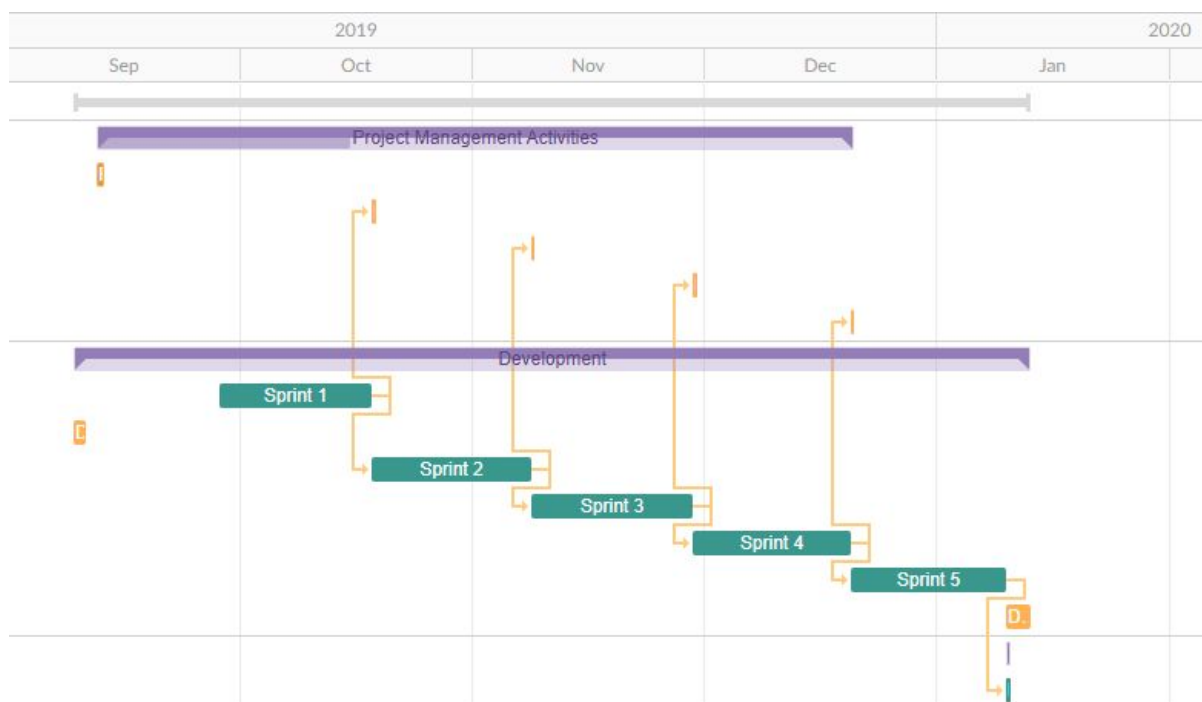 2019 2020
Sep Oct Nov Dec Jan
Project Management Activities
Development
Sprint 1
Sprint 2
Sprint 3
Sprint 4
Sprint 5
D.